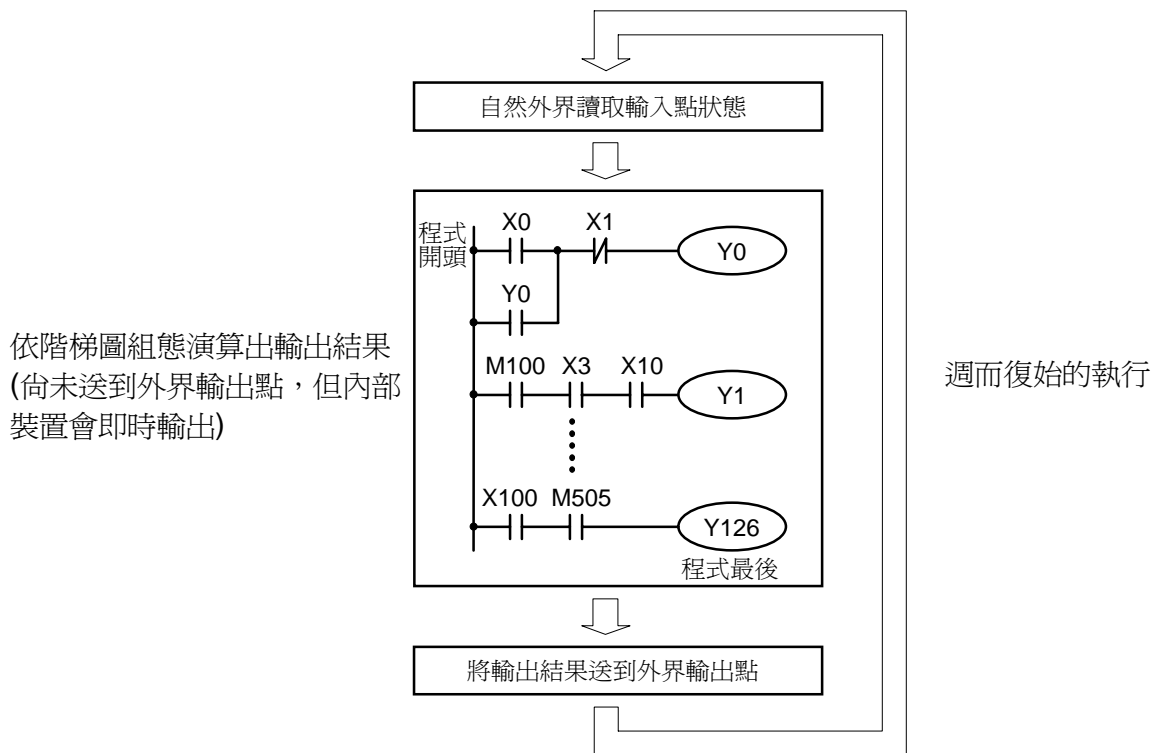 自然外界讀取輸入點狀態
程式
開頭
X0
X1
Y0
Y0
M100
X3
X10
Y1
X100
M505
Y126
程式最後
依階梯圖組態演算出輸出結果
(尚未送到外界輸出點，但內部
裝置會即時輸出)
週而復始的執行
將輸出結果送到外界輸出點